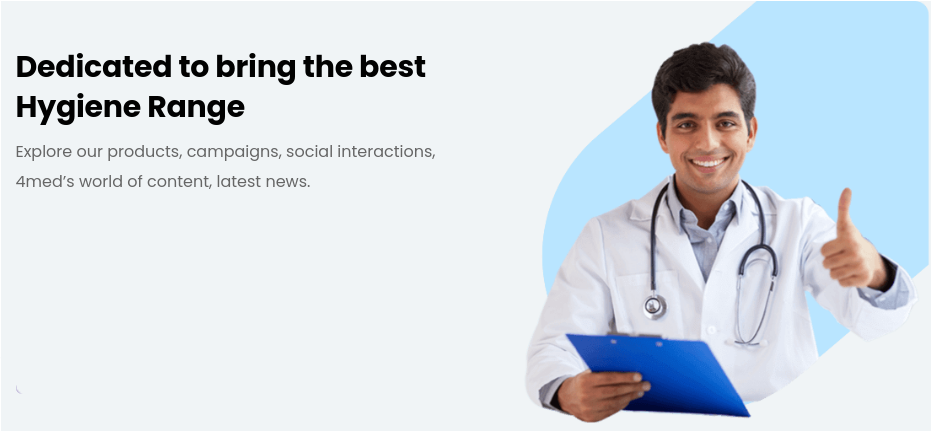 Dedicated to bring the best
Hygiene Range
Explore our products, campaigns, social interactions,
4med’s world of content, latest news.